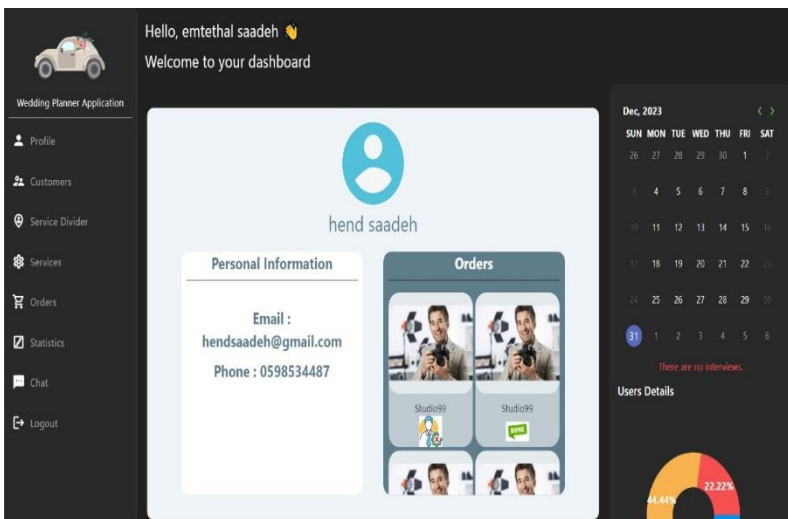 Hello, emtethal saadeh 👋
Welcome to your dashboard
Wedding Planner Application
Profile
Customers
Service Divider
Services
Orders
Statistics
Chat
Logout
hend saadeh
Personal Information
Email :
hendsaadeh@gmail.com
Phone : 0598534487
Orders
Studio99
Studio99
DONE
Dec, 2023
SUN MON TUE WED THU FRI SAT
26 27 28 29 30 1 2
3 4 5 6 7 8 9
10 11 12 13 14 15 16
18 19 20 21 22 23
24 25 26 27 28 29 30
31 1 2 3 4 5 6
There are no interviews.
Users Details
44.44%
22.22%